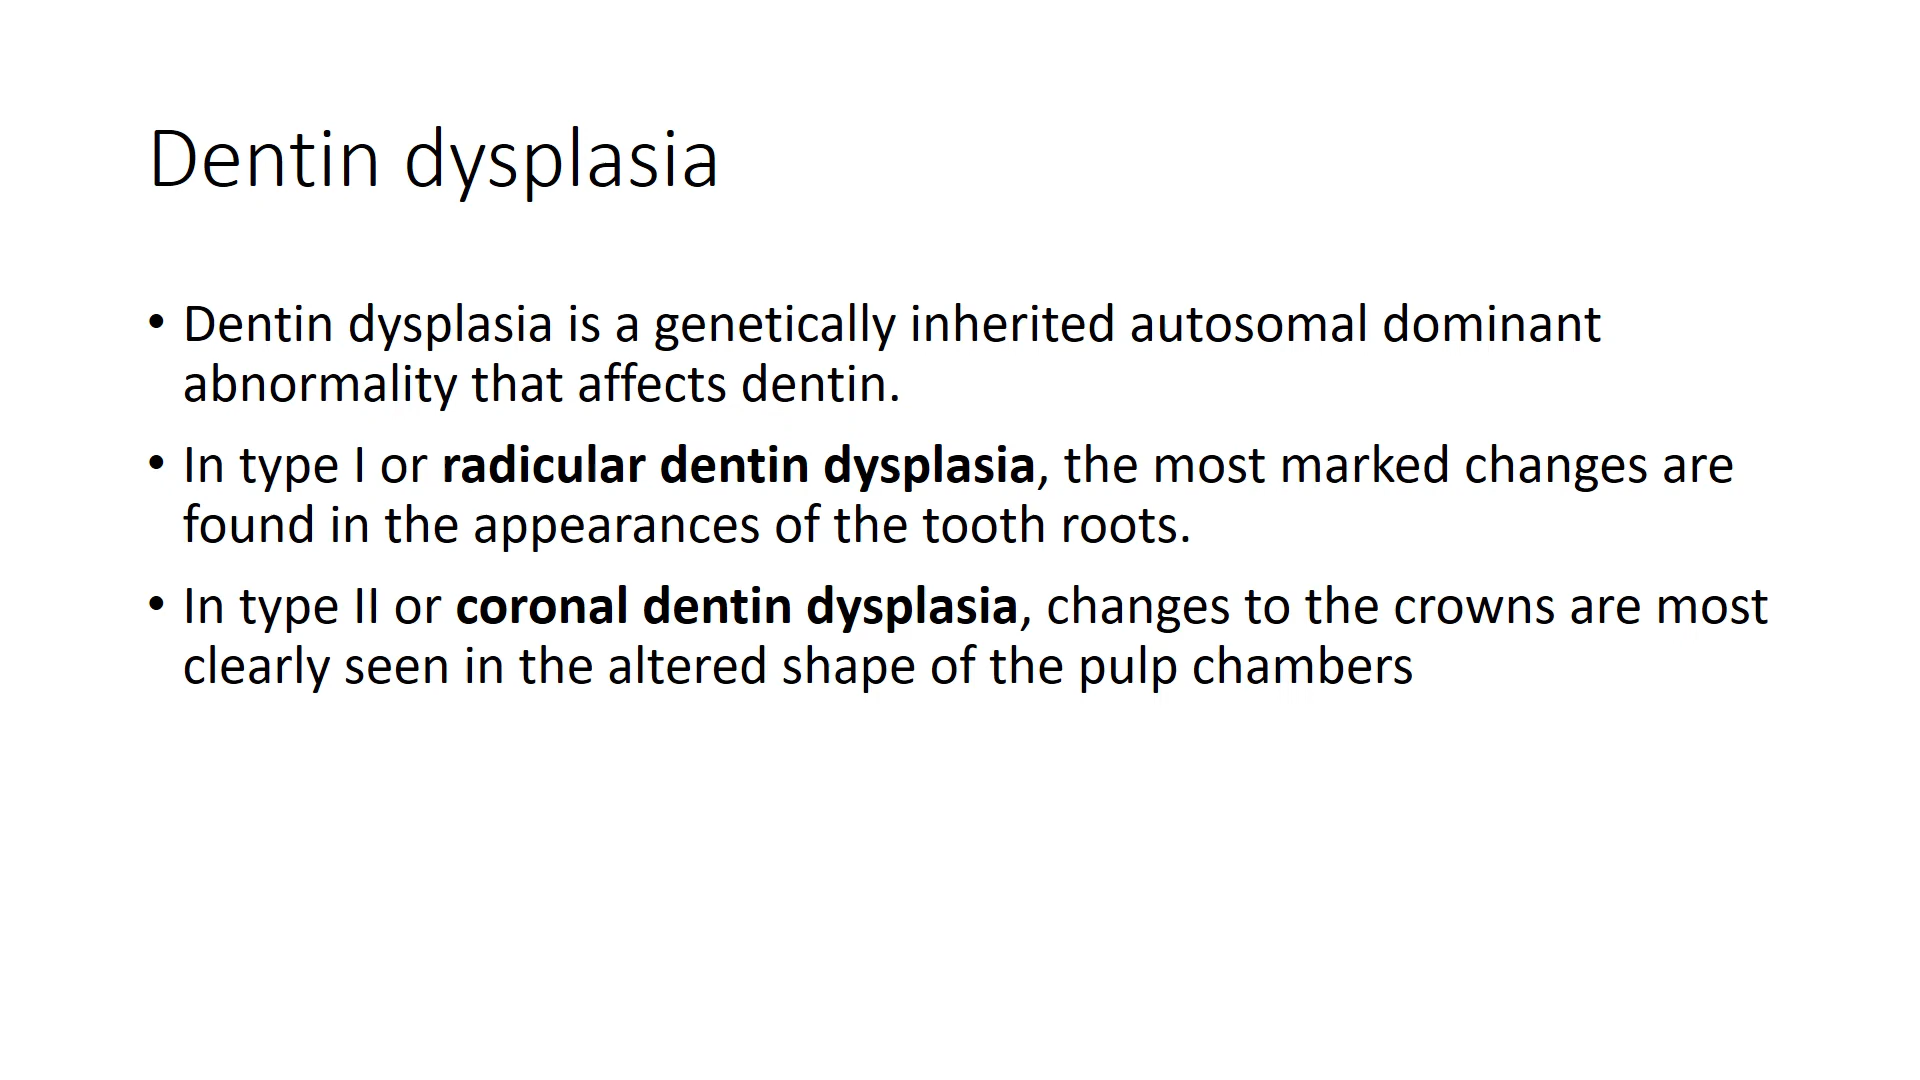 Dentin dysplasia
• Dentin dysplasia is a genetically inherited autosomal dominant
abnormality that affects dentin.
• In type I or radicular dentin dysplasia, the most marked changes are
found in the appearances of the tooth roots.
• In type II or coronal dentin dysplasia, changes to the crowns are most
clearly seen in the altered shape of the pulp chambers